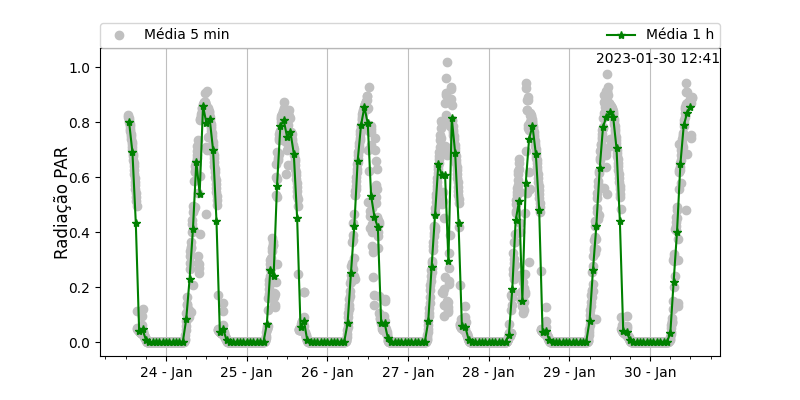 Média 5 min
Média 1 h
2023-01-30 12:41
Radiação PAR
1.0
0.8
0.6
0.4
0.2
0.0
24 - Jan
25 - Jan
26 - Jan
27 - Jan
28 - Jan
29 - Jan
30 - Jan